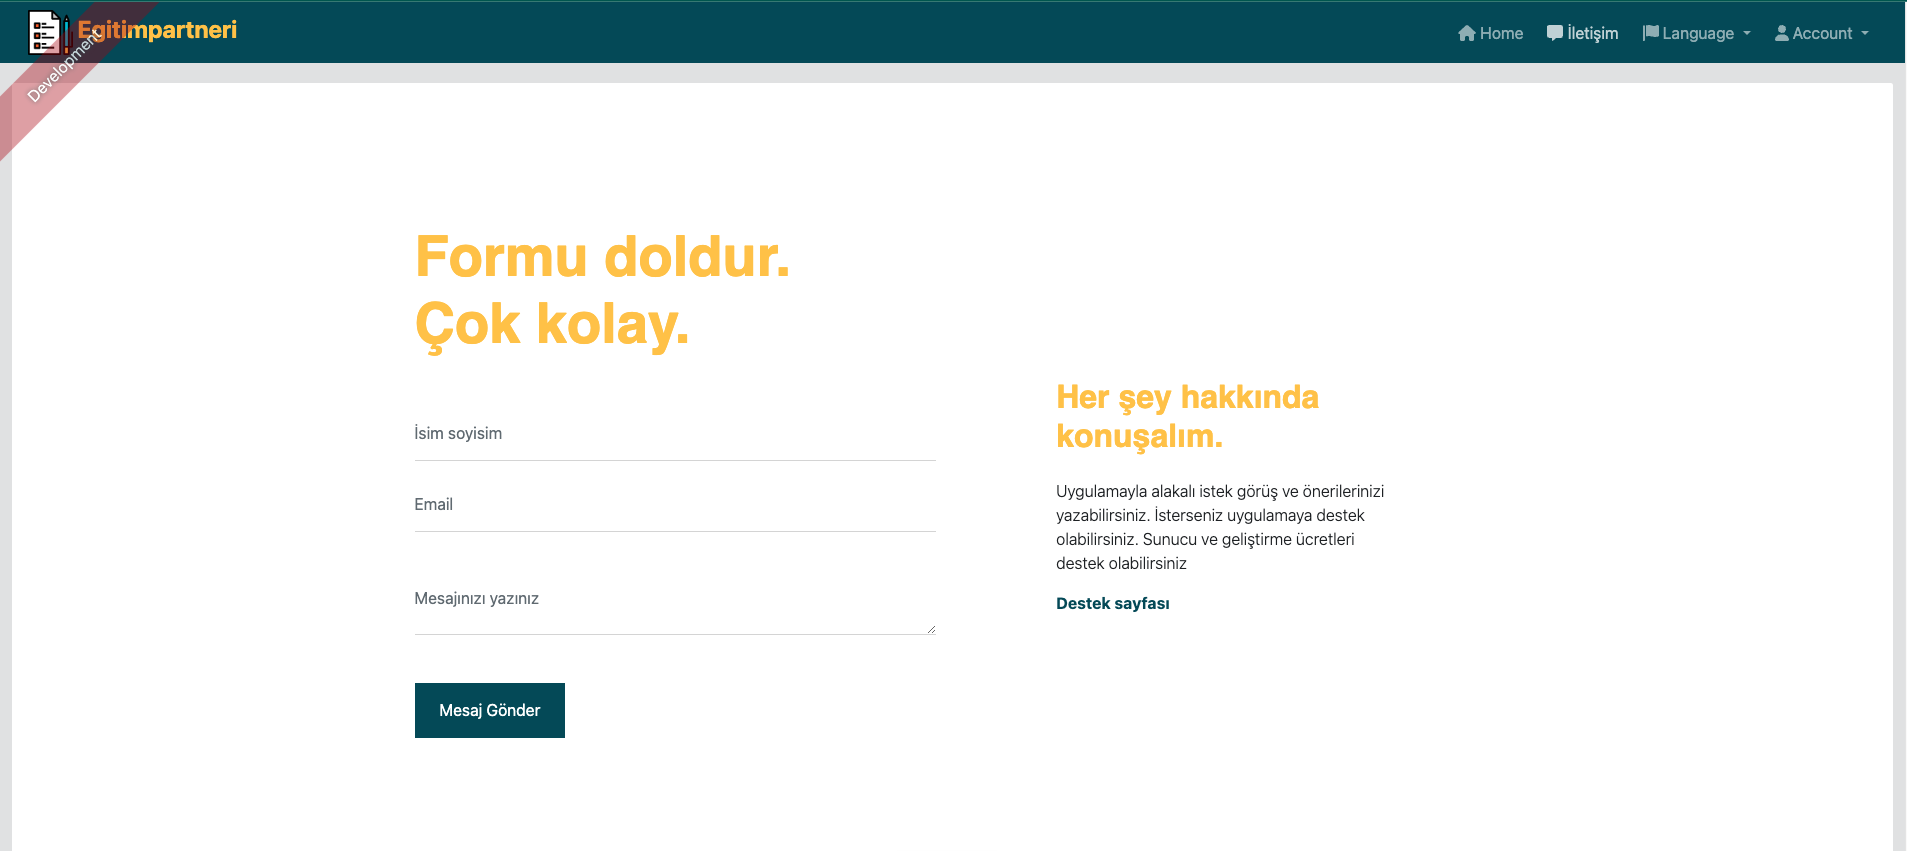 Egitimpartneri
Home
İletişim
Language
Account
Development
Formu doldur.
Çok kolay.
İsim soyisim
Email
Mesajınızı yazınız
Mesaj Gönder
Her şey hakkında
konuşalım.
Uygulamayla alakalı istek görüş ve önerilerinizi
yazabilirsiniz. İsterseniz uygulamaya destek
olabilirsiniz. Sunucu ve geliştirme ücretleri
destek olabilirsiniz
Destek sayfası